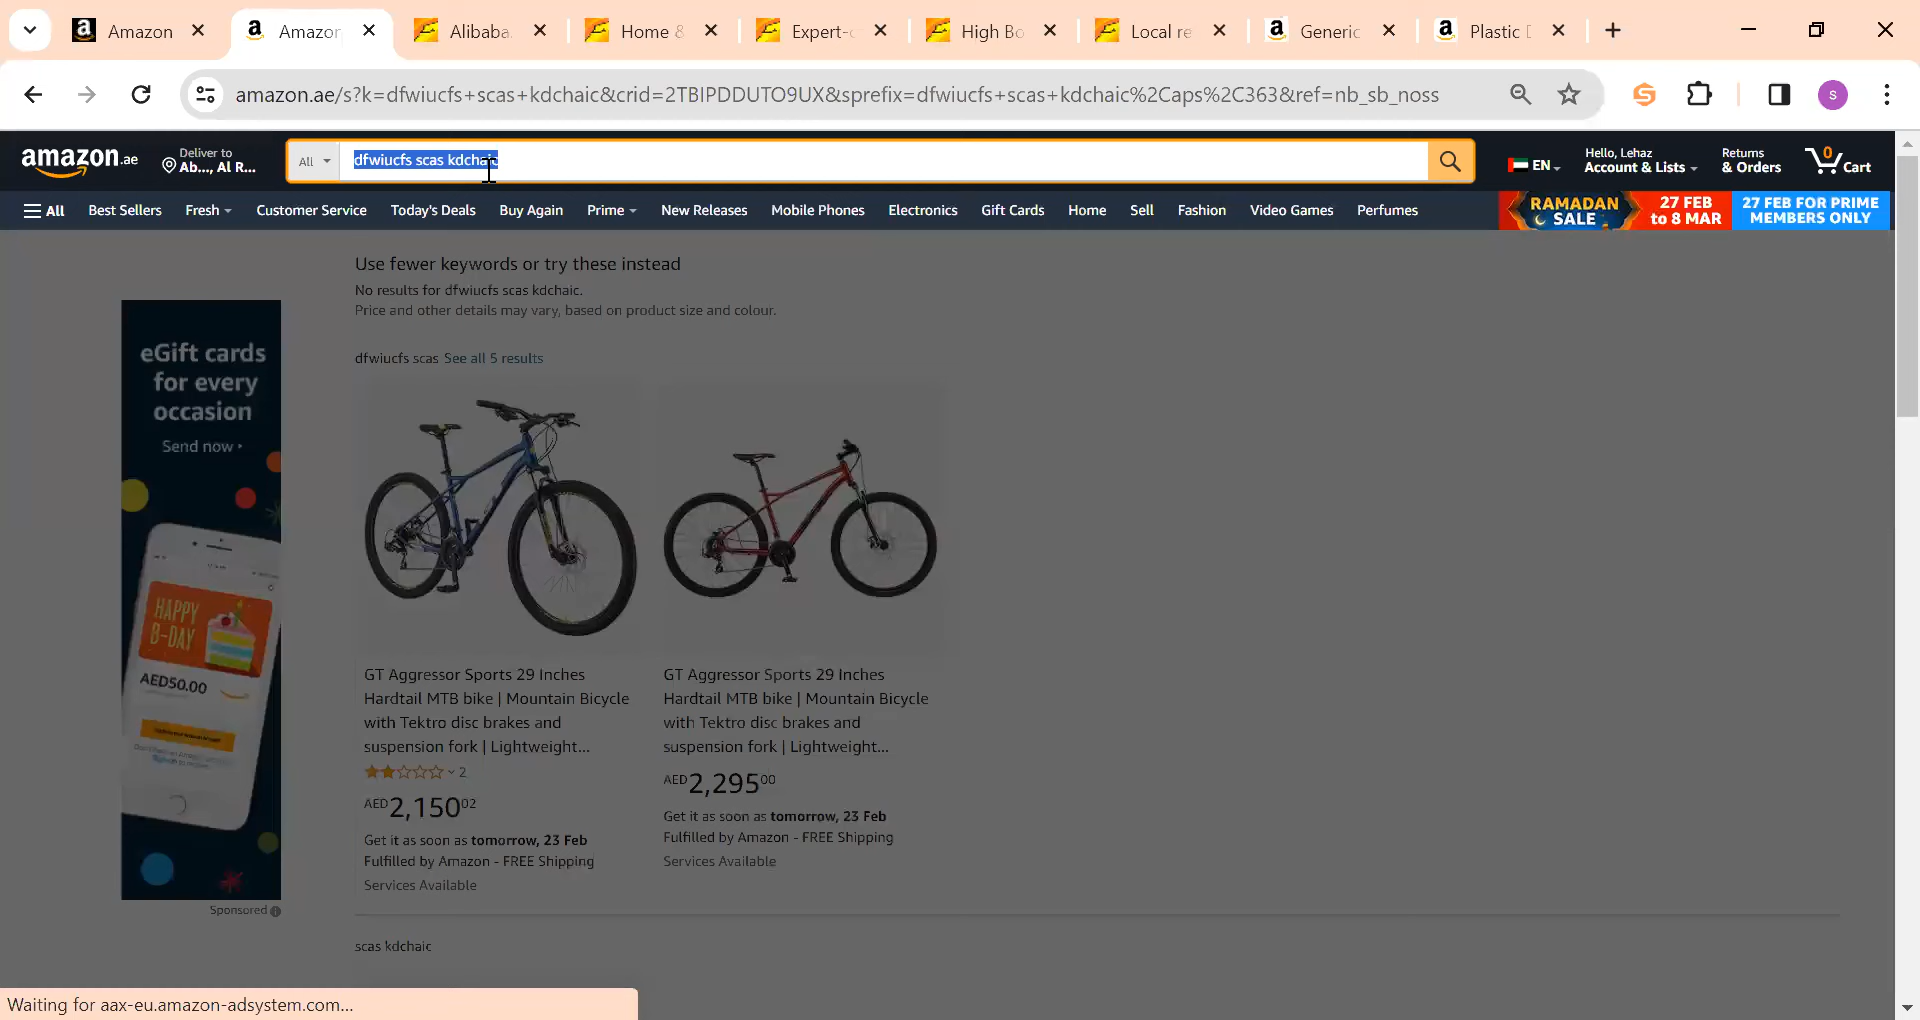 Amazon
Amazon
Alibaba.
Home &
Expert-c
High Bo
Local re
Generic
Plastic D
amazon.ae/s?k=dfwiucfs+scas+kdchaic&crid=2TBIPDDUTO9UX&sprefix=dfwiucfs+scas+kdchaic%2Caps%2C363&ref=nb_sb_noss
S
amazon.ae
Deliver to
Ab..., Al R...
All
dfwiucfs scas kdchaic
EN
Hello, Lehaz
Account & Lists
Returns
& Orders
0
Cart
All
Best Sellers
Fresh
Customer Service
Today's Deals
Buy Again
Prime
New Releases
Mobile Phones
Electronics
Gift Cards
Home
Sell
Fashion
Video Games
Perfumes
RAMADAN
SALE
27 FEB
to 8 MAR
27 FEB FOR PRIME
MEMBERS ONLY
Use fewer keywords or try these instead
No results for dfwiucfs scas kdchaic.
Price and other details may vary, based on product size and colour.
dfwiucfs scas See all 5 results
eGift cards
for every
occasion
Send now
HAPPY
B-DAY
AED50.00
Sponsored
GT Aggressor Sports 29 Inches
Hardtail MTB bike | Mountain Bicycle
with Tektro disc brakes and
suspension fork | Lightweight...
2
AED2,15002
Get it as soon as tomorrow, 23 Feb
Fulfilled by Amazon - FREE Shipping
Services Available
GT Aggressor Sports 29 Inches
Hardtail MTB bike | Mountain Bicycle
with Tektro disc brakes and
suspension fork | Lightweight...
AED2,29500
Get it as soon as tomorrow, 23 Feb
Fulfilled by Amazon - FREE Shipping
Services Available
scas kdchaic
Waiting for aax-eu.amazon-adsystem.com...